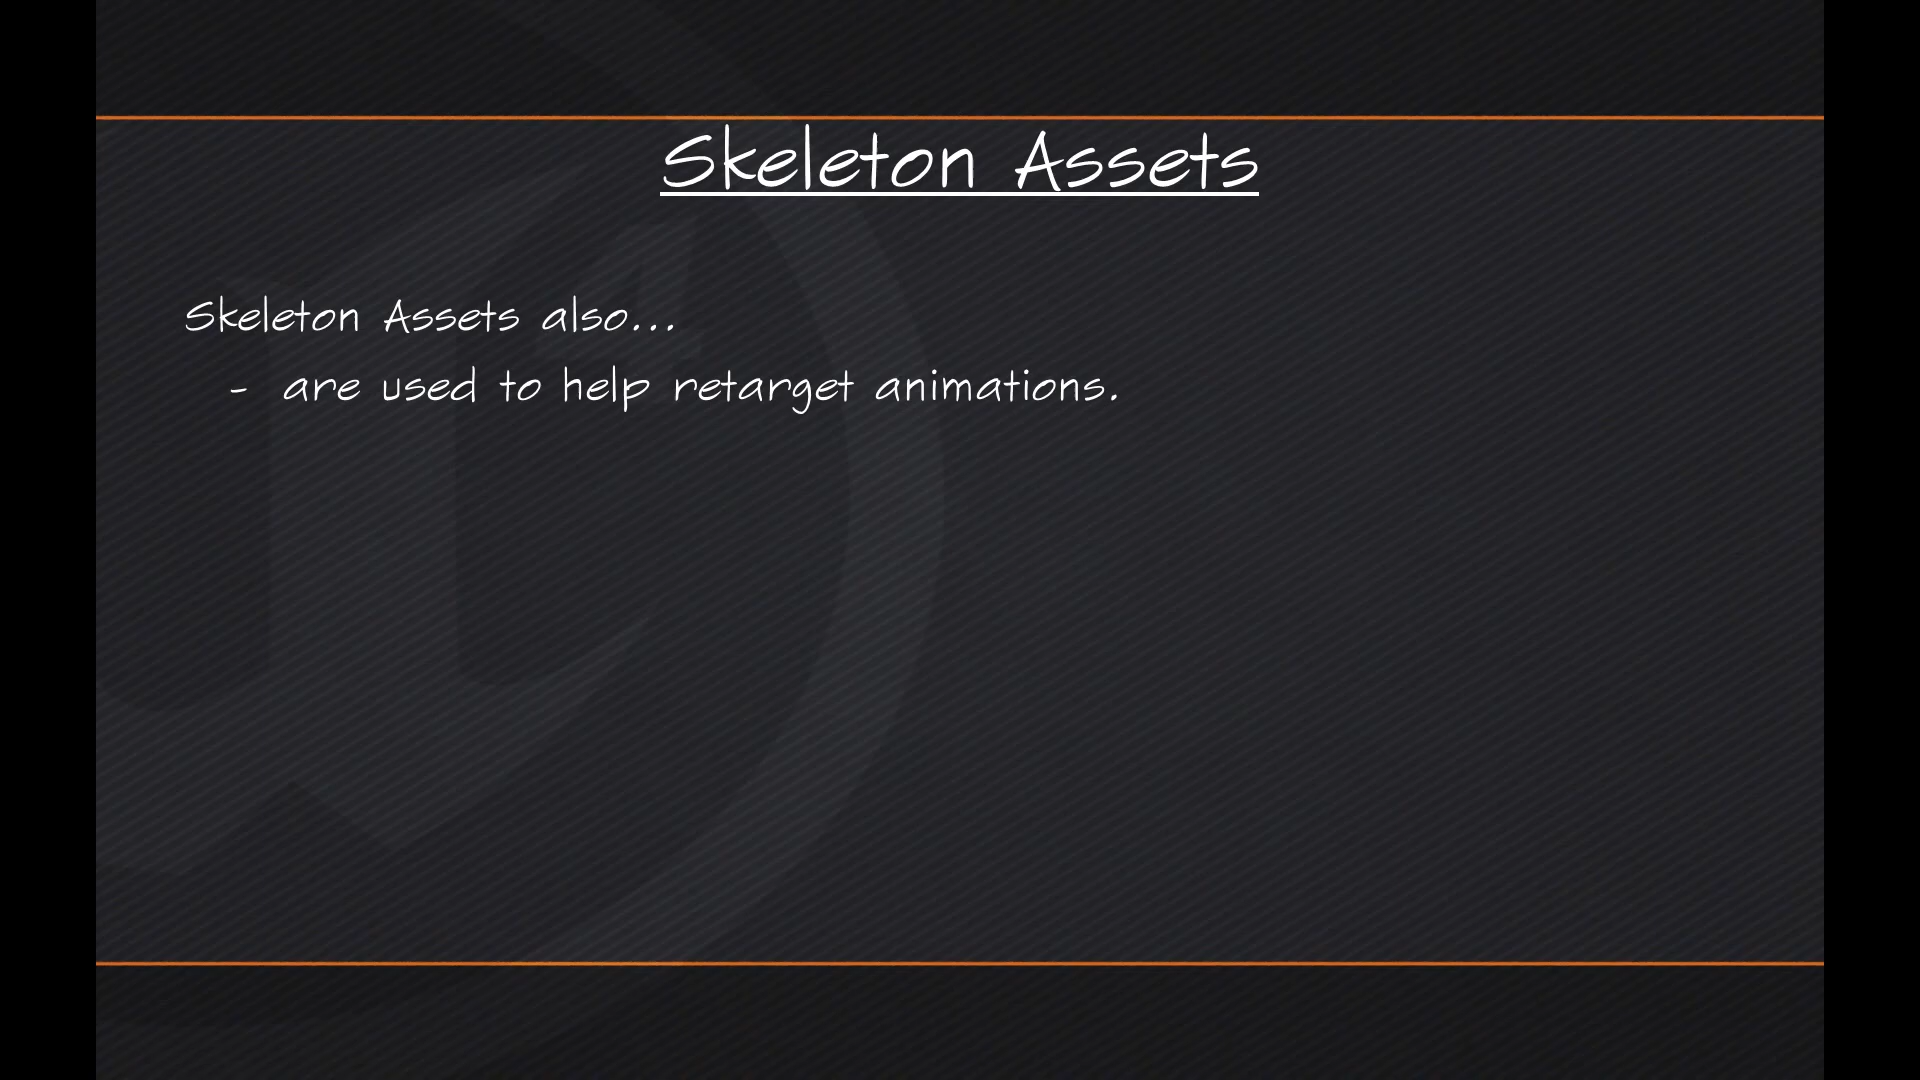 Skeleton Assets
Skeleton Assets also...
- are used to help retarget animations.